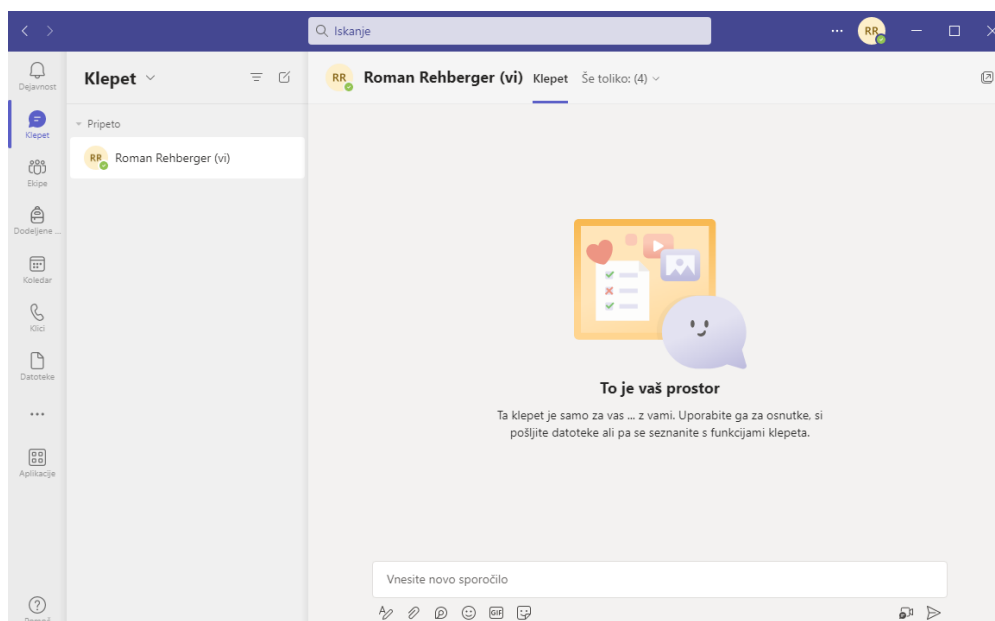 Iskanje
RR
Dejavnost
Klepet
Ekipe
Dodeljene ...
Koledar
Klici
Datoteke
Aplikacije
Klepet
Pripeto
RR Roman Rehberger (vi)
RR Roman Rehberger (vi) Klepet Še toliko: (4)
To je vaš prostor
Ta klepet je samo za vas ... z vami. Uporabite ga za osnutke, si
pošljite datoteke ali pa se seznanite s funkcijami klepeta.
Vnesite novo sporočilo
GIF